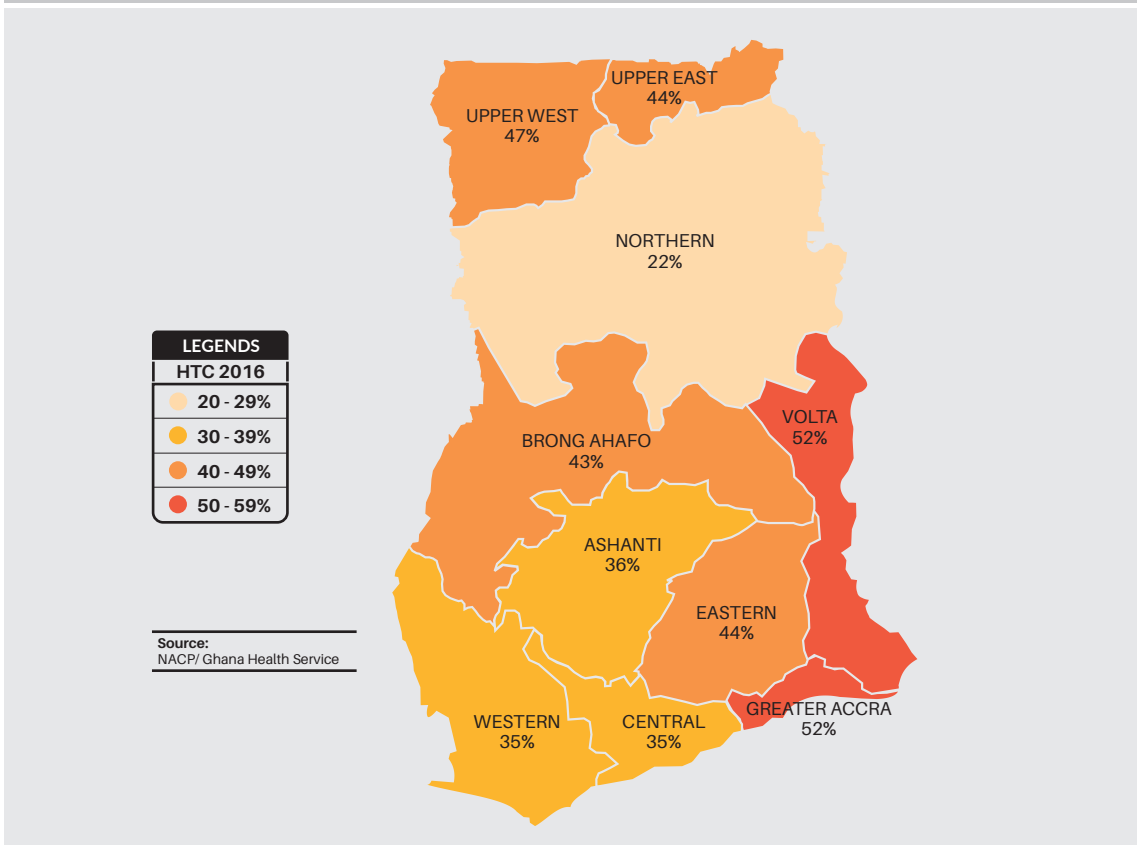 UPPER EAST
44%
UPPER WEST
47%
NORTHERN
22%
LEGENDS
HTC 2016
20 - 29%
30 - 39%
40 - 49%
50 - 59%
VOLTA
52%
BRONG AHAFO
43%
ASHANTI
36%
EASTERN
44%
Source:
NACP/ Ghana Health Service
GREATER ACCRA
52%
WESTERN
35%
CENTRAL
35%